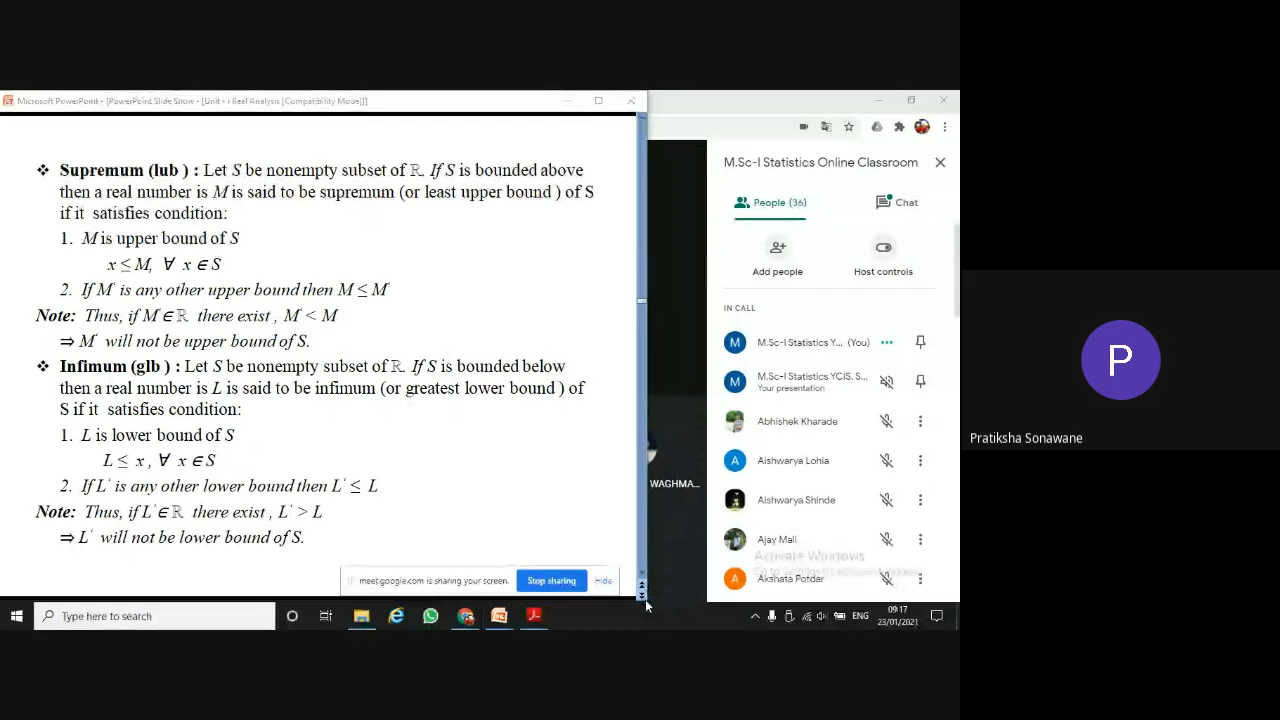 Microsoft PowerPoint - [PowerPoint Slide Show - [Unit - I Real Analysis [Compatibility Mode]]]
❖ Supremum (lub ) : Let S be nonempty subset of ℝ. If S is bounded above
then a real number is M is said to be supremum (or least upper bound ) of S
if it satisfies condition:
1. M is upper bound of S
x ≤ M, ∀ x ∈ S
2. If M' is any other upper bound then M ≤ M'
Note: Thus, if M' ∈ ℝ there exist , M' < M
⇒ M' will not be upper bound of S.
❖ Infimum (glb ) : Let S be nonempty subset of ℝ. If S is bounded below
then a real number is L is said to be infimum (or greatest lower bound ) of
S if it satisfies condition:
1. L is lower bound of S
L ≤ x , ∀ x ∈ S
2. If L' is any other lower bound then L' ≤ L
Note: Thus, if L' ∈ ℝ there exist , L' > L
⇒ L' will not be lower bound of S.
meet.google.com is sharing your screen.
Stop sharing
Hide
WAGHMA...
M.Sc-I Statistics Online Classroom
People (36)
Chat
Add people
Host controls
IN CALL
M M.Sc-I Statistics Y... (You)
M M.Sc-I Statistics YCIS, S...
Your presentation
Abhishek Kharade
A Aishwarya Lohia
Aishwarya Shinde
Ajay Mali
Activate Windows
A Akshata Potdar
Type here to search
ENG
09:17
23/01/2021
P
Pratiksha Sonawane